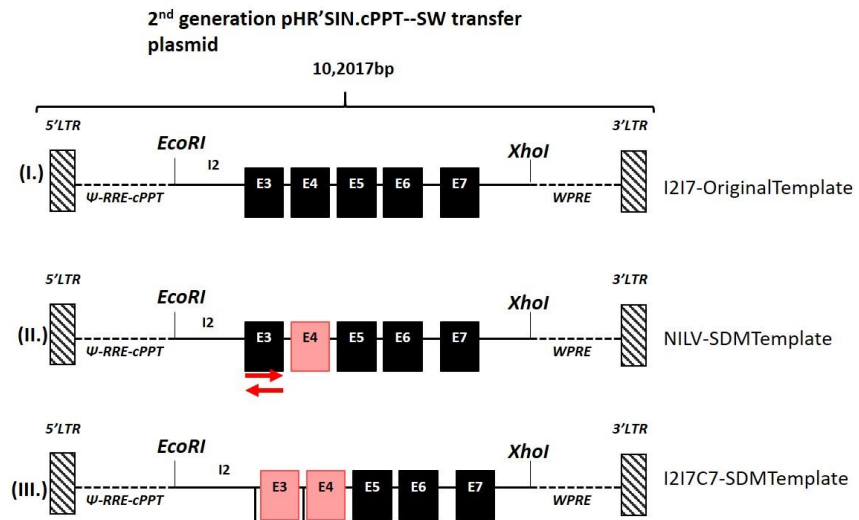 2nd generation pHR'SIN.cPPT--SW transfer
plasmid
10,2017bp
5'LTR
3'LTR
EcoRI
XhoI
(I.)
I2
E3 E4 E5 E6 E7
I2I7-OriginalTemplate
Ψ-RRE-cPPT
WPRE
5'LTR
3'LTR
EcoRI
XhoI
(II.)
I2
E3 E4 E5 E6 E7
NILV-SDMTemplate
Ψ-RRE-cPPT
WPRE
5'LTR
3'LTR
EcoRI
XhoI
I2
I2I7C7-SDMTemplate
(III.)
E3 E4 E5 E6 E7
Ψ-RRE-cPPT
WPRE